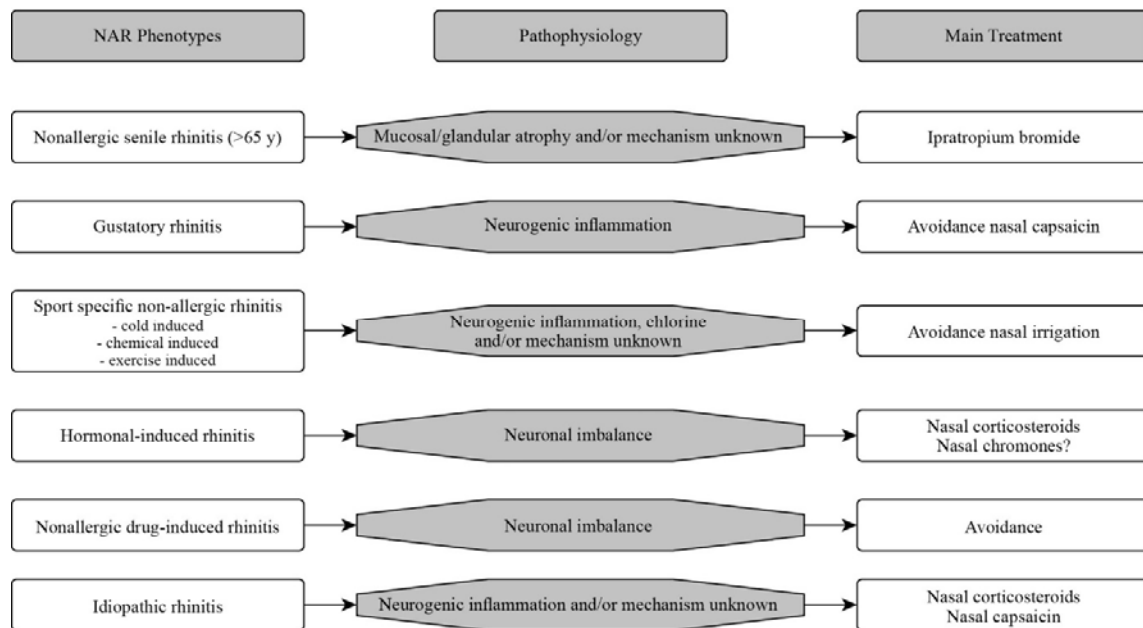 NAR Phenotypes
Pathophysiology
Main Treatment
Nonallergic senile rhinitis (>65 y)
Mucosal/glandular atrophy and/or mechanism unknown
Ipratropium bromide
Gustatory rhinitis
Neurogenic inflammation
Avoidance nasal capsaicin
Sport specific non-allergic rhinitis
- cold induced
- chemical induced
- exercise induced
Neurogenic inflammation, chlorine
and/or mechanism unknown
Avoidance nasal irrigation
Hormonal-induced rhinitis
Neuronal imbalance
Nasal corticosteroids
Nasal chromones?
Nonallergic drug-induced rhinitis
Neuronal imbalance
Avoidance
Idiopathic rhinitis
Neurogenic inflammation and/or mechanism unknown
Nasal corticosteroids
Nasal capsaicin